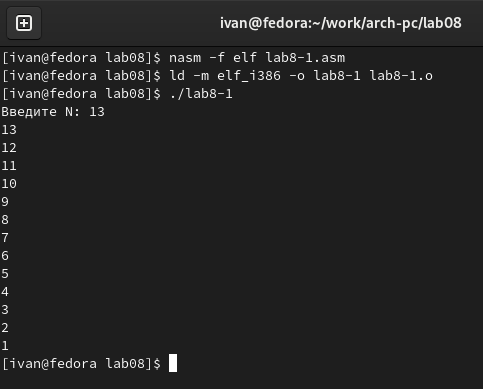 ivan@fedora:~/work/arch-pc/lab08
[ivan@fedora lab08]$ nasm -f elf lab8-1.asm
[ivan@fedora lab08]$ ld -m elf_i386 -o lab8-1 lab8-1.o
[ivan@fedora lab08]$ ./lab8-1
Введите N: 13
13
12
11
10
9
8
7
6
5
4
3
2
1
[ivan@fedora lab08]$